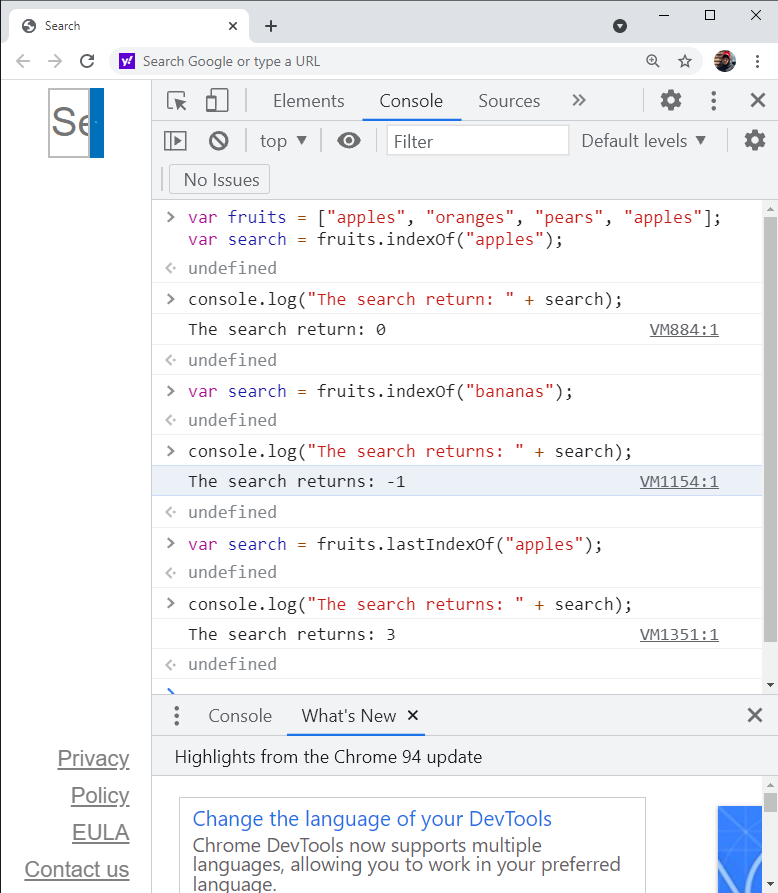 Search
Search Google or type a URL
Se
Elements Console Sources
top Filter Default levels
No Issues
var fruits = ["apples", "oranges", "pears", "apples"];
var search = fruits.indexOf("apples");
undefined
console.log("The search return: " + search);
The search return: 0 VM884:1
undefined
var search = fruits.indexOf("bananas");
undefined
console.log("The search returns: " + search);
The search returns: -1 VM1154:1
undefined
var search = fruits.lastIndexOf("apples");
undefined
console.log("The search returns: " + search);
The search returns: 3 VM1351:1
undefined
Console What's New
Highlights from the Chrome 94 update
Change the language of your DevTools
Chrome DevTools now supports multiple
languages, allowing you to work in your preferred
language.
Privacy
Policy
EULA
Contact us